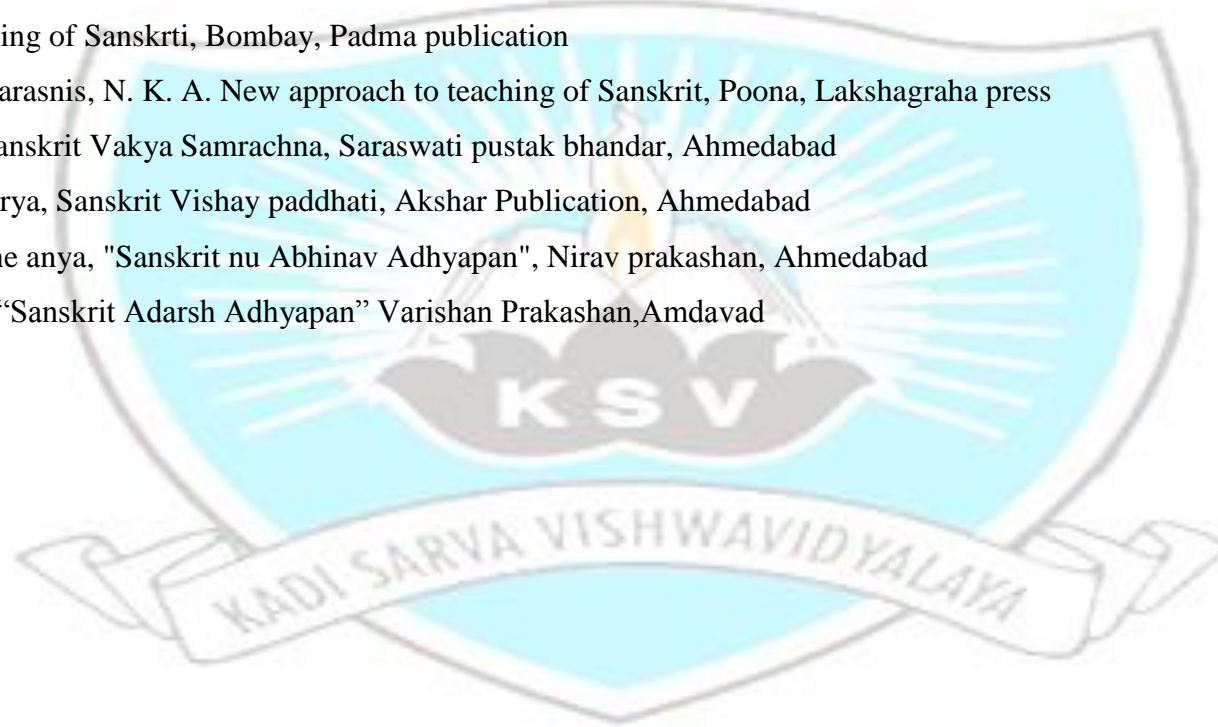 ing of Sanskrti, Bombay, Padma publication
arasnis, N. K. A. New approach to teaching of Sanskrit, Poona, Lakshagraha press
anskrit Vakya Samrachna, Saraswati pustak bhandar, Ahmedabad
rya, Sanskrit Vishay paddhati, Akshar Publication, Ahmedabad
ne anya, "Sanskrit nu Abhinav Adhyapan", Nirav prakashan, Ahmedabad
“Sanskrit Adarsh Adhyapan” Varishan Prakashan,Amdavad
KSV
KADI SARVA VISHWAVIDYALAYA